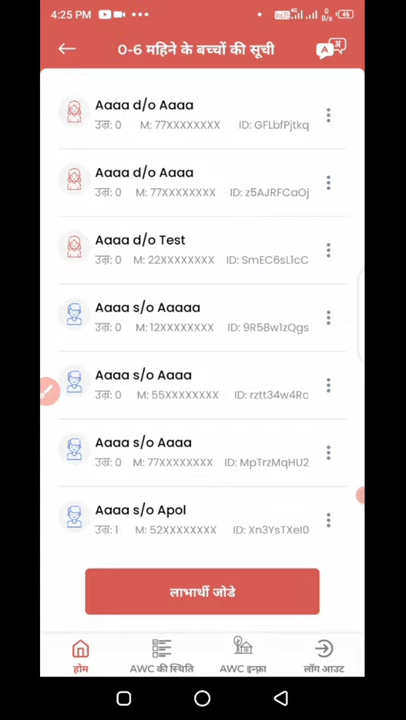 4:25 PM
0-6 महिने के बच्चों की सूची
Aaaa d/o Aaaa
उम्र: 0 M: 77XXXXXXXX ID: GFLbfPjtkq
Aaaa d/o Aaaa
उम्र: 0 M: 77XXXXXXXX ID: z5AJRFCaOj
Aaaa d/o Test
उम्र: 0 M: 22XXXXXXXX ID: SmEC6sL1cC
Aaaa s/o Aaaaa
उम्र: 0 M: 12XXXXXXXX ID: 9R58w1zQgs
Aaaa s/o Aaaa
उम्र: 0 M: 55XXXXXXXX ID: rztt34w4Rc
Aaaa s/o Aaaa
उम्र: 0 M: 77XXXXXXXX ID: MpTrzMqHU2
Aaaa s/o Apol
उम्र: 1 M: 52XXXXXXXX ID: Xn3YsTXeI0
लाभार्थी जोडे
होम AWC की स्थिति AWC इन्फ्रा लॉग आउट